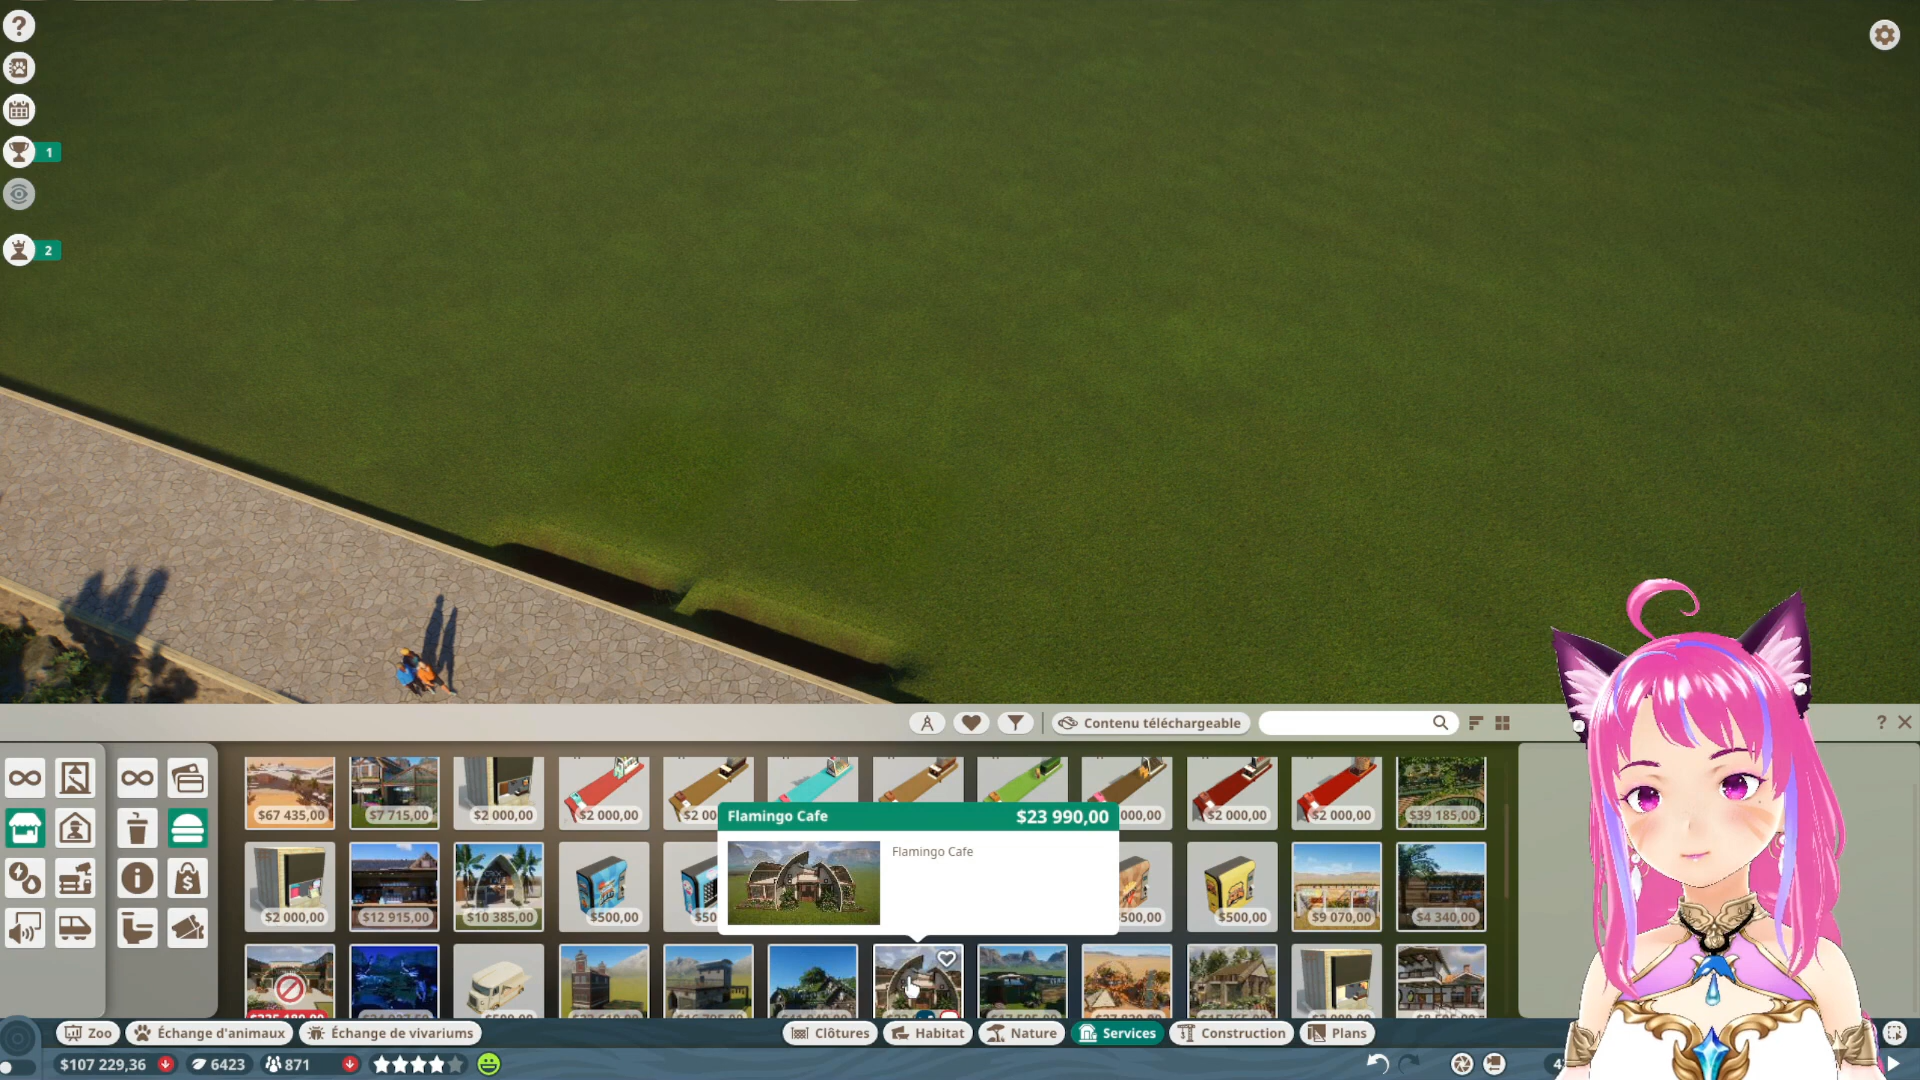 1
2
Contenu téléchargeable
$67 435,00
$7 715,00
$2 000,00
$2 000,00
$2 00
000,00
$2 000,00
$2 000,00
$39 185,00
Flamingo Cafe
$23 990,00
Flamingo Cafe
$2 000,00
$12 915,00
$10 385,00
$500,00
$50
500,00
$500,00
$9 070,00
$4 340,00
Zoo
Échange d'animaux
Échange de vivariums
Clôtures
Habitat
Nature
Services
Construction
Plans
$107 229,36
6423
871